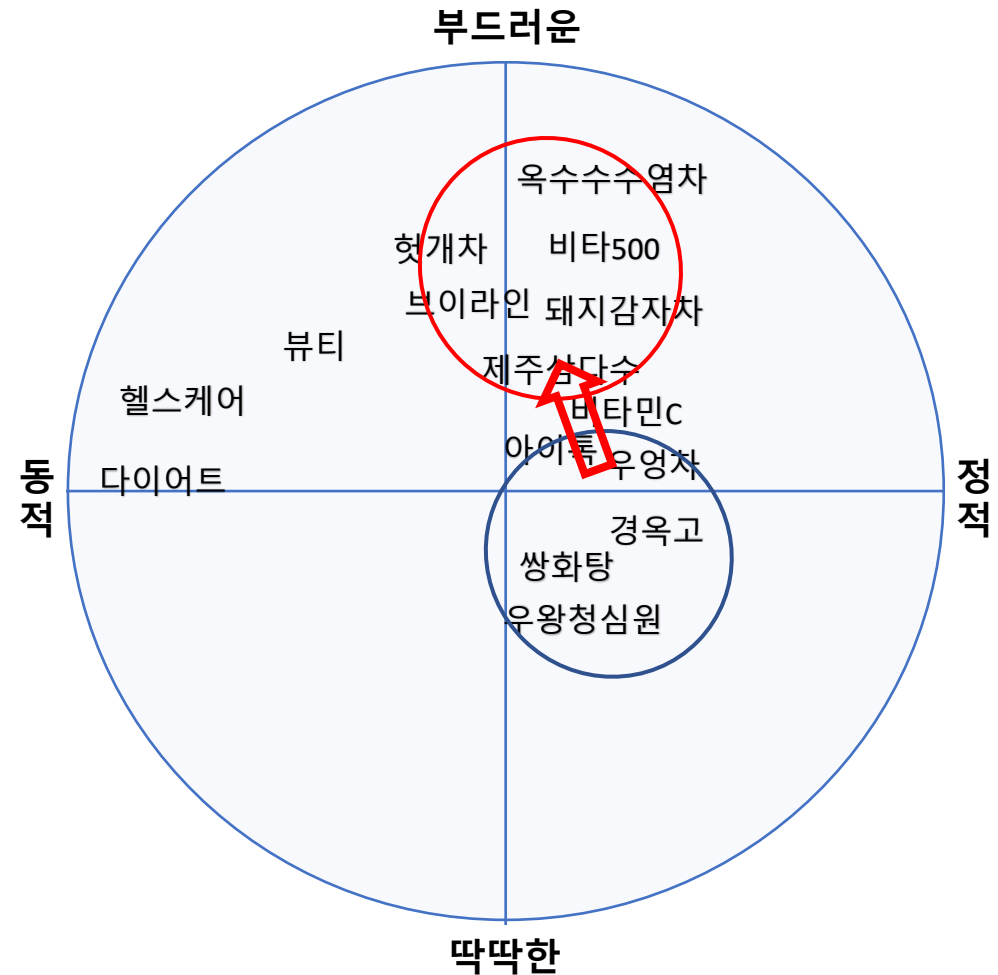 부드러운
옥수수수염차
헛개차
비타500
브이라인
돼지감자차
뷰티
제주삼다수
헬스케어
비타민C
아이톡
우엉차
동적
정적
다이어트
경옥고
쌍화탕
우왕청심원
딱딱한